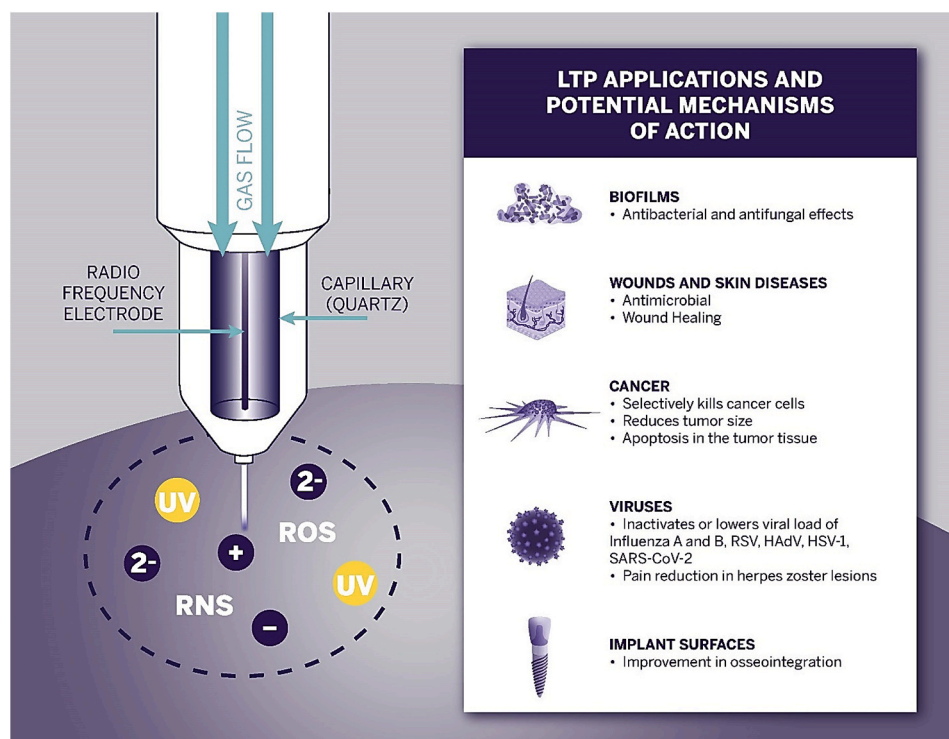 GAS FLOW
RADIO
FREQUENCY
ELECTRODE
CAPILLARY
(QUARTZ)
UV
2-
ROS
2-
+
UV
RNS
−
LTP APPLICATIONS AND
POTENTIAL MECHANISMS
OF ACTION
BIOFILMS
• Antibacterial and antifungal effects
WOUNDS AND SKIN DISEASES
• Antimicrobial
• Wound Healing
CANCER
• Selectively kills cancer cells
• Reduces tumor size
• Apoptosis in the tumor tissue
VIRUSES
• Inactivates or lowers viral load of
Influenza A and B, RSV, HAdV, HSV-1,
SARS-CoV-2
• Pain reduction in herpes zoster lesions
IMPLANT SURFACES
• Improvement in osseointegration